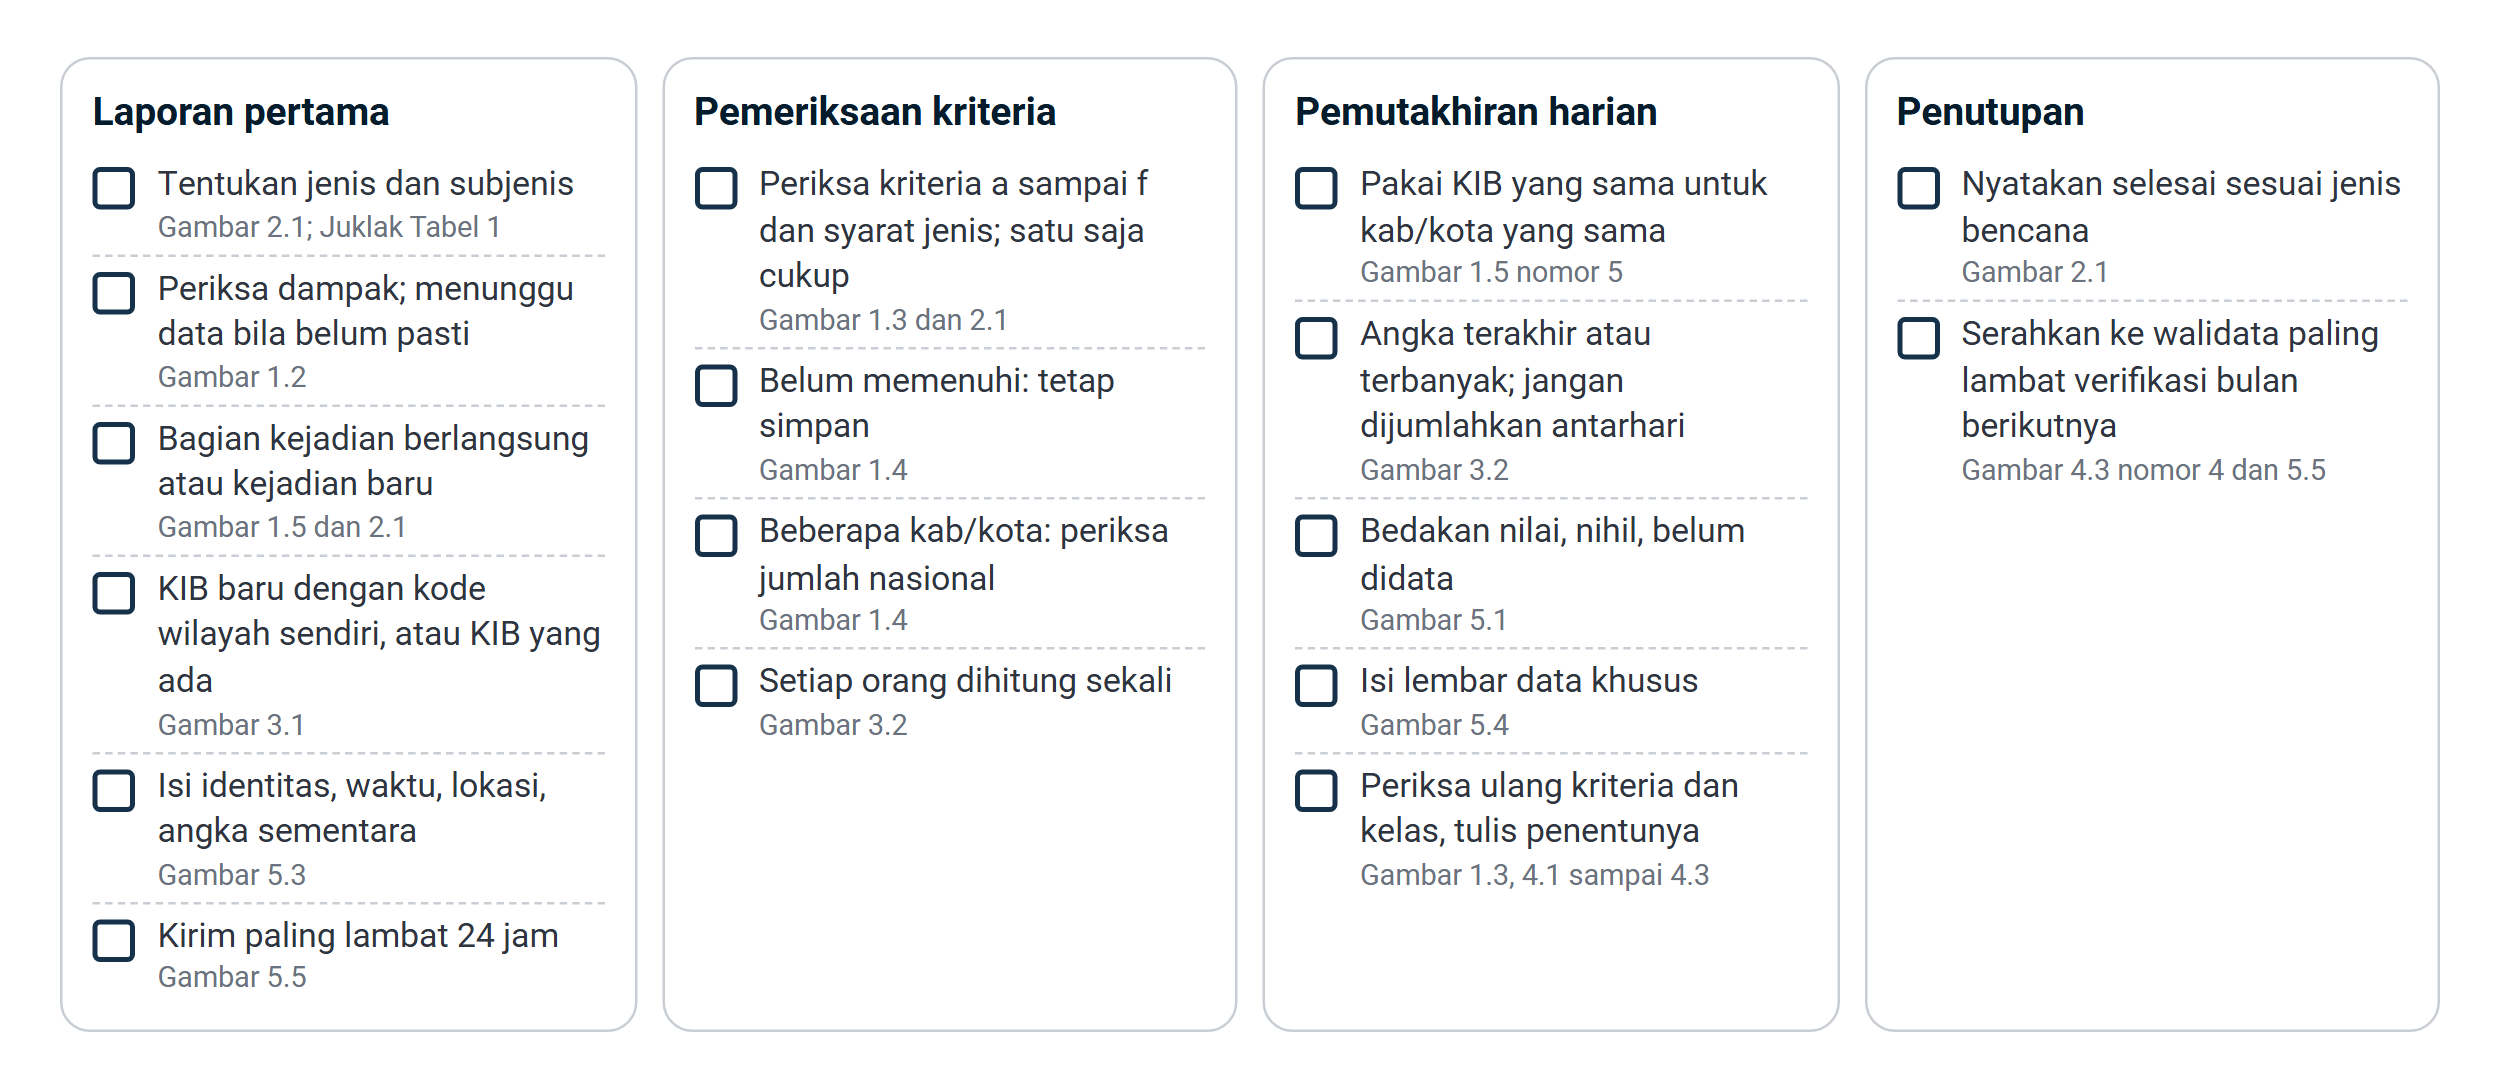 Laporan pertama
Tentukan jenis dan subjenis
Gambar 2.1; Juklak Tabel 1
Periksa dampak; menunggu
data bila belum pasti
Gambar 1.2
Bagian kejadian berlangsung
atau kejadian baru
Gambar 1.5 dan 2.1
KIB baru dengan kode
wilayah sendiri, atau KIB yang
ada
Gambar 3.1
Isi identitas, waktu, lokasi,
angka sementara
Gambar 5.3
Kirim paling lambat 24 jam
Gambar 5.5
Pemeriksaan kriteria
Periksa kriteria a sampai f
dan syarat jenis; satu saja
cukup
Gambar 1.3 dan 2.1
Belum memenuhi: tetap
simpan
Gambar 1.4
Beberapa kab/kota: periksa
jumlah nasional
Gambar 1.4
Setiap orang dihitung sekali
Gambar 3.2
Pemutakhiran harian
Pakai KIB yang sama untuk
kab/kota yang sama
Gambar 1.5 nomor 5
Angka terakhir atau
terbanyak; jangan
dijumlahkan antarhari
Gambar 3.2
Bedakan nilai, nihil, belum
didata
Gambar 5.1
Isi lembar data khusus
Gambar 5.4
Periksa ulang kriteria dan
kelas, tulis penentunya
Gambar 1.3, 4.1 sampai 4.3
Penutupan
Nyatakan selesai sesuai jenis
bencana
Gambar 2.1
Serahkan ke walidata paling
lambat verifikasi bulan
berikutnya
Gambar 4.3 nomor 4 dan 5.5